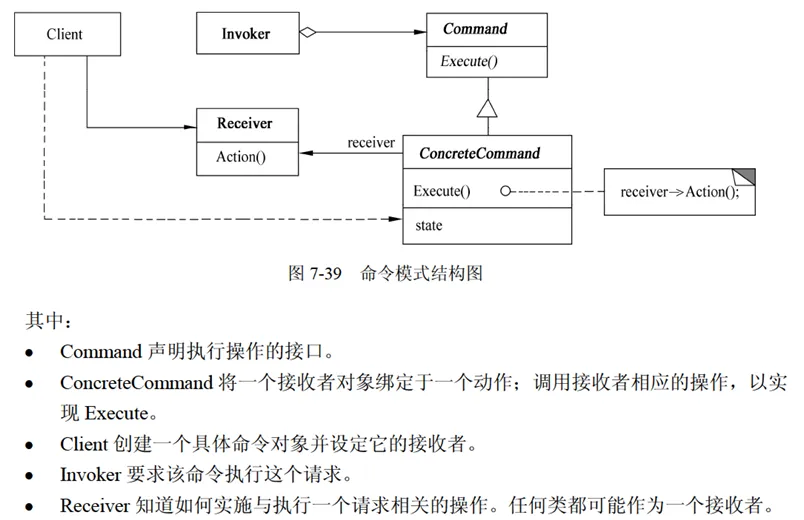 Client
Invoker
Command
Execute()
Receiver
Action()
receiver
ConcreteCommand
Execute()
state
receiver->Action();
图 7-39 命令模式结构图
其中：
● Command 声明执行操作的接口。
● ConcreteCommand 将一个接收者对象绑定于一个动作；调用接收者相应的操作，以实
现 Execute。
● Client 创建一个具体命令对象并设定它的接收者。
● Invoker 要求该命令执行这个请求。
● Receiver 知道如何实施与执行一个请求相关的操作。任何类都可能作为一个接收者。